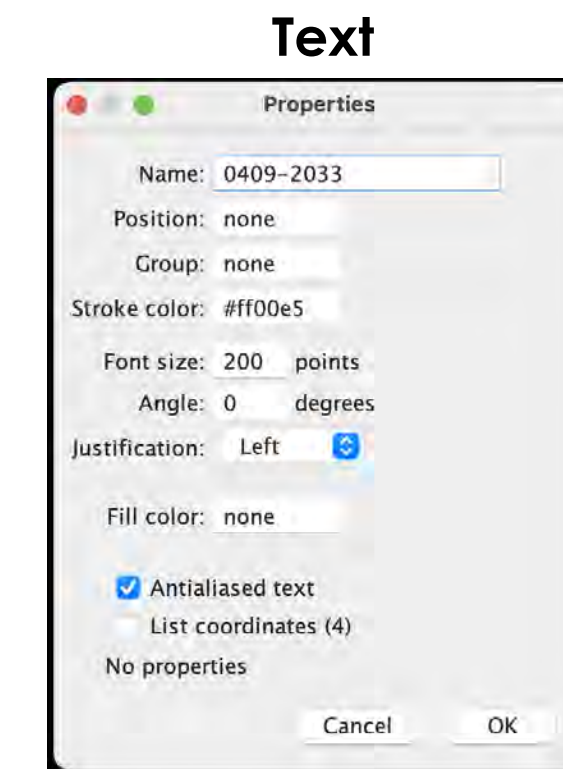 Text
Properties
Name: 0409-2033
Position: none
Group: none
Stroke color: #ff00e5
Font size: 200 points
Angle: 0 degrees
Justification: Left
Fill color: none
Antialiased text
List coordinates (4)
No properties
Cancel OK